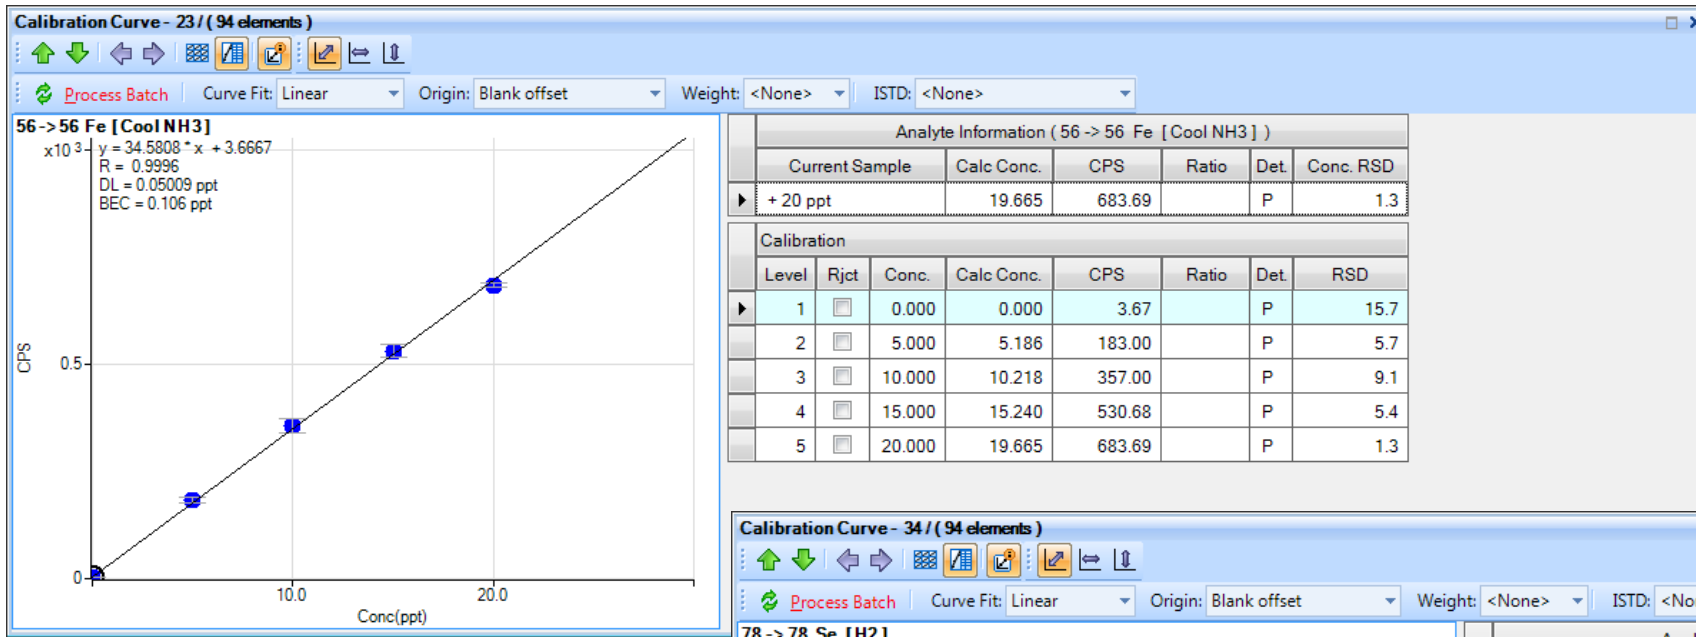 Calibration Curve - 23 / ( 94 elements )
Process Batch Curve Fit: Linear Origin: Blank offset Weight: <None> ISTD: <None>
56 -> 56 Fe [ Cool NH3 ]
x10 3
y = 34.5808 * x + 3.6667
R = 0.9996
DL = 0.05009 ppt
BEC = 0.106 ppt
CPS
0.5
0
10.0 20.0
Conc(ppt)
Analyte Information ( 56 -> 56 Fe [ Cool NH3 ] )
Current Sample Calc Conc. CPS Ratio Det. Conc. RSD
+ 20 ppt 19.665 683.69 P 1.3
Calibration
Level Rjct Conc. Calc Conc. CPS Ratio Det. RSD
1 0.000 0.000 3.67 P 15.7
2 5.000 5.186 183.00 P 5.7
3 10.000 10.218 357.00 P 9.1
4 15.000 15.240 530.68 P 5.4
5 20.000 19.665 683.69 P 1.3
Calibration Curve - 34 / ( 94 elements )
Process Batch Curve Fit: Linear Origin: Blank offset Weight: <None> ISTD: <No
78 -> 78 Se [ H2 ]